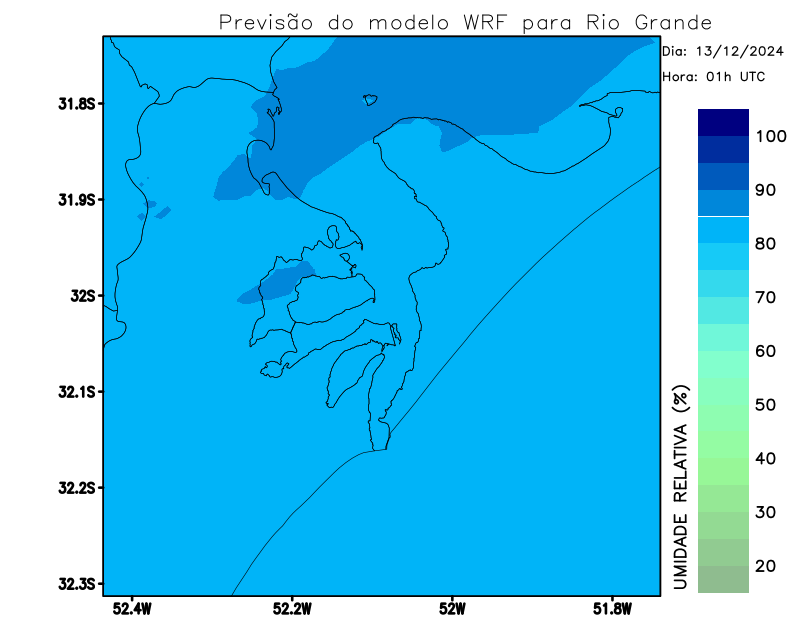 Previsão do modelo WRF para Rio Grande
Dia: 13/12/2024
Hora: 01h UTC
31.8S
31.9S
32S
32.1S
32.2S
32.3S
52.4W
52.2W
52W
51.8W
100
90
80
70
60
50
40
30
20
UMIDADE RELATIVA (%)